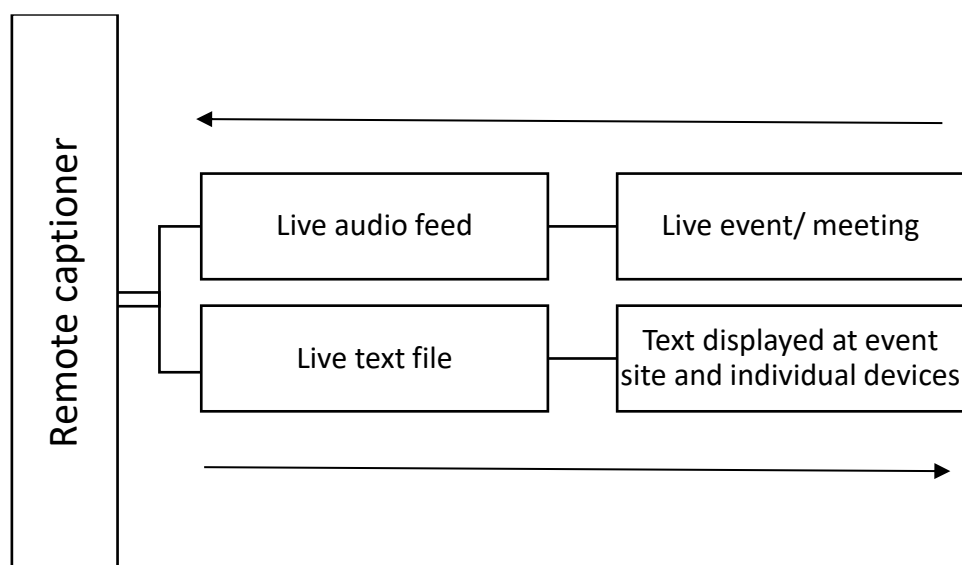 Remote captioner
Live audio feed
Live event/ meeting
Live text file
Text displayed at event
site and individual devices